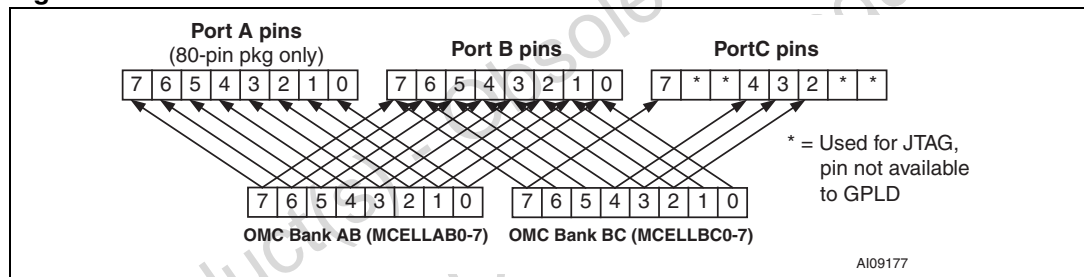 Port A pins
(80-pin pkg only)
Port B pins
PortC pins
7 6 5 4 3 2 1 0
7 6 5 4 3 2 1 0
7 * * 4 3 2 * *
* = Used for JTAG,
pin not available
to GPLD
7 6 5 4 3 2 1 0
7 6 5 4 3 2 1 0
OMC Bank AB (MCELLAB0-7)
OMC Bank BC (MCELLBC0-7)
AI09177